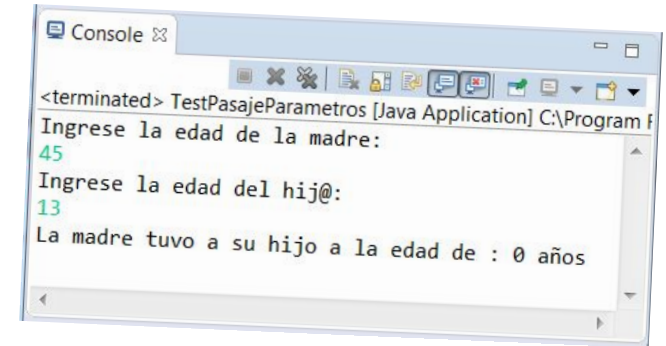 Console
<terminated> TestPasajeParametros [Java Application] C:\Program F
Ingrese la edad de la madre:
45
Ingrese la edad del hij@:
13
La madre tuvo a su hijo a la edad de : 0 años